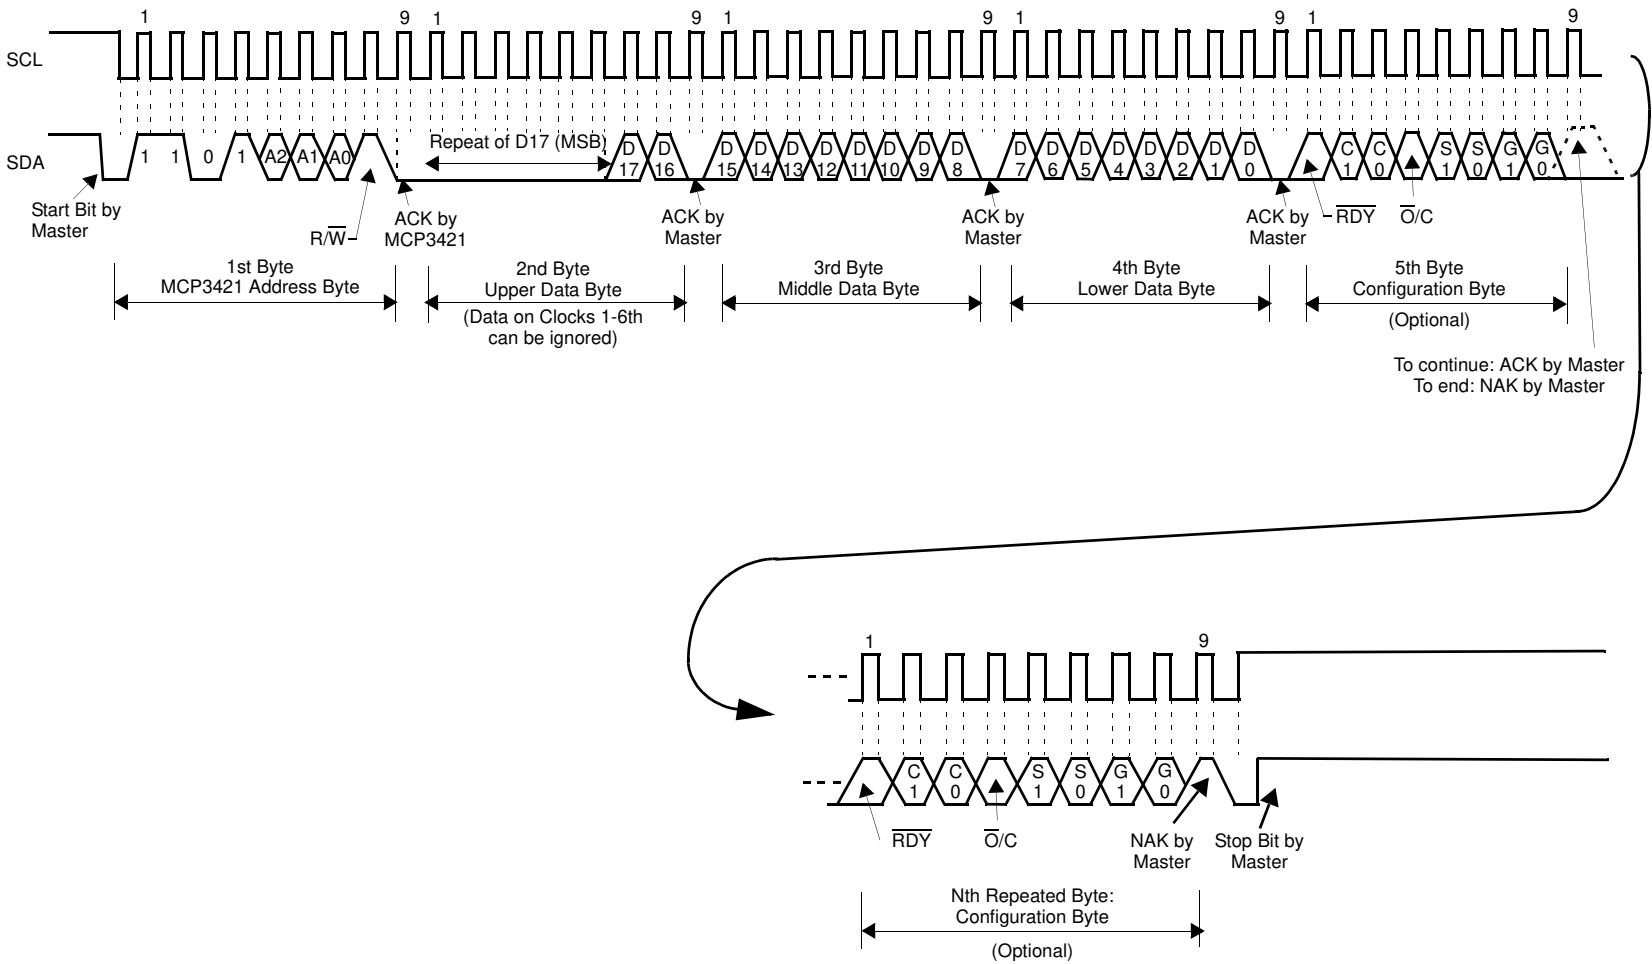 1 9 1 9 1 9 1 9 1 9
SCL
SDA
Repeat of D17 (MSB)
1 1 0 1 A2 A1 A0
D D D D D D D D D D D D D D D D D D C C S S G G
17 16 15 14 13 12 11 10 9 8 7 6 5 4 3 2 1 0 1 0 1 0 1 0
Start Bit by
Master
R/W̅
ACK by
MCP3421
ACK by
Master
ACK by
Master
ACK by
Master
R̅D̅Y̅
O̅/C
1st Byte
MCP3421 Address Byte
2nd Byte
Upper Data Byte
(Data on Clocks 1-6th
can be ignored)
3rd Byte
Middle Data Byte
4th Byte
Lower Data Byte
5th Byte
Configuration Byte
(Optional)
To continue: ACK by Master
To end: NAK by Master
1 9
C C S S G G
1 0 1 0 1 0
R̅D̅Y̅
O̅/C
NAK by
Master
Stop Bit by
Master
Nth Repeated Byte:
Configuration Byte
(Optional)